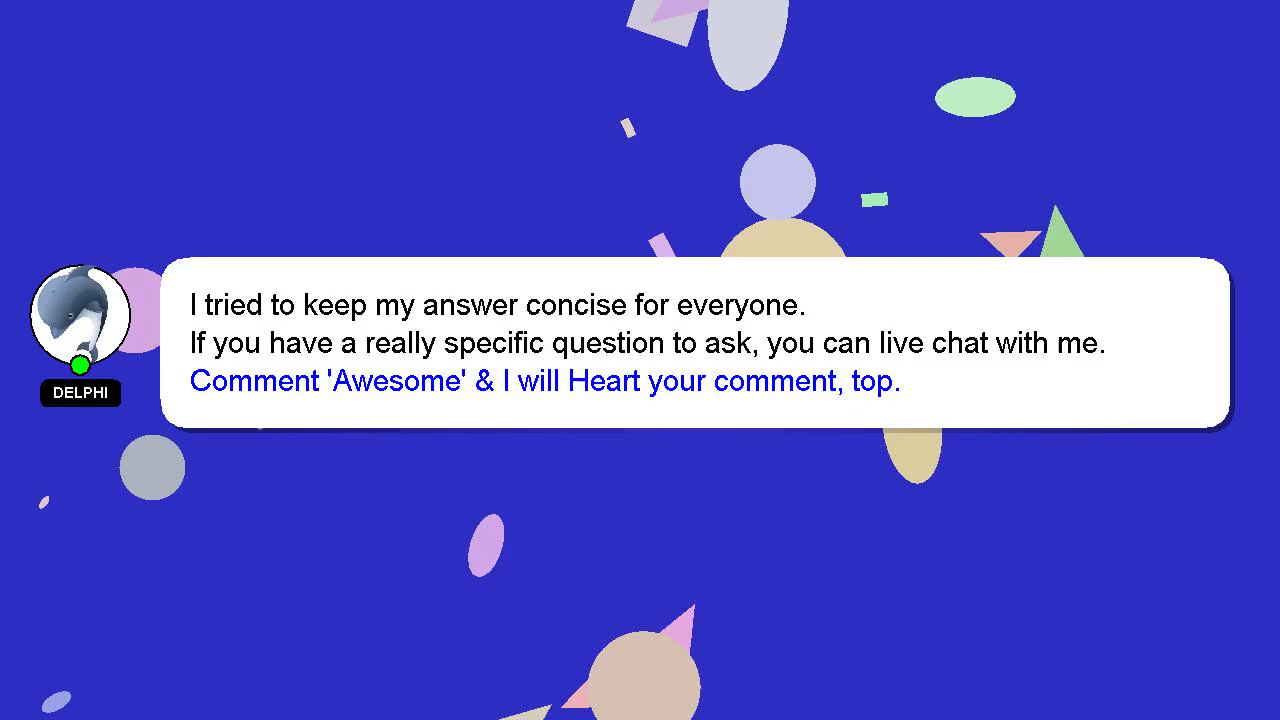 I tried to keep my answer concise for everyone.
If you have a really specific question to ask, you can live chat with me.
Comment 'Awesome' & I will Heart your comment, top.
DELPHI